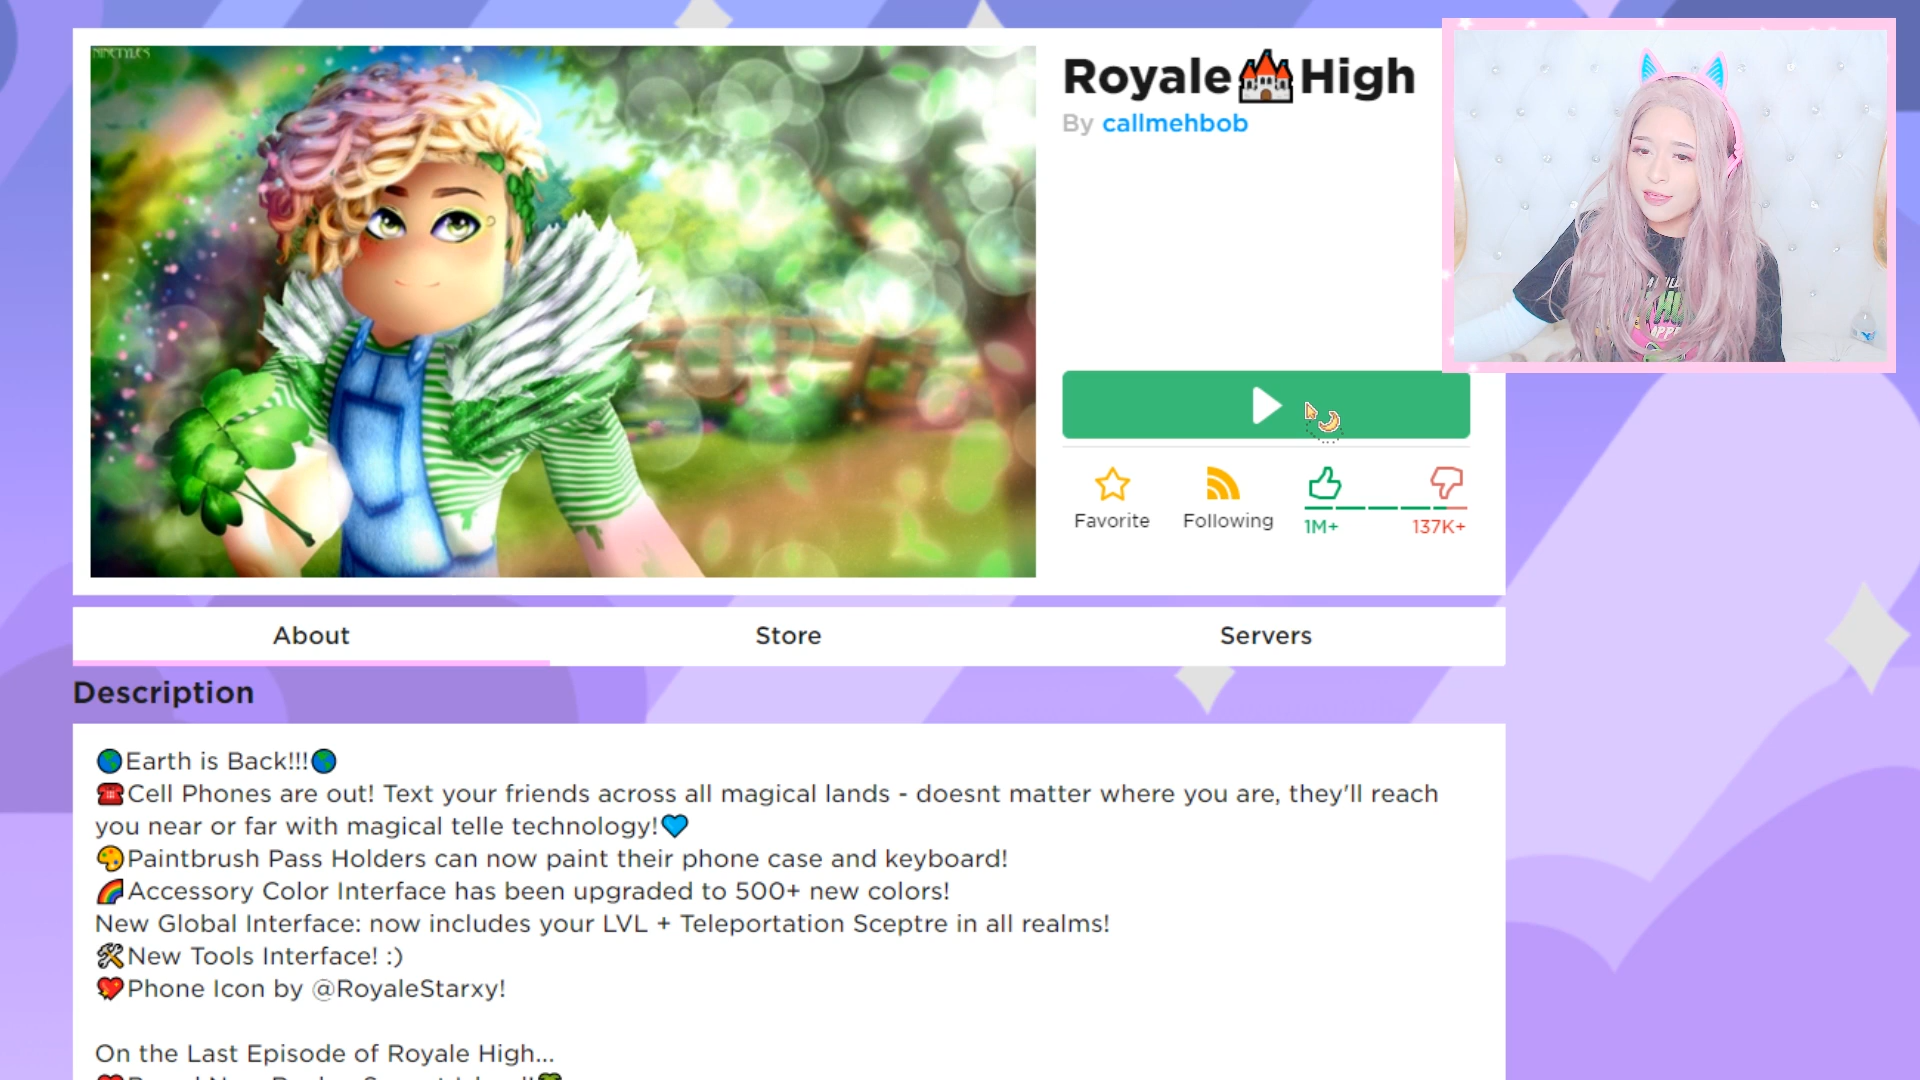 NINETYLES
Royale🏰High
By callmehbob
Favorite
Following
1M+
137K+
About
Store
Servers
Description
🌎Earth is Back!!!🌎
☎️Cell Phones are out! Text your friends across all magical lands - doesnt matter where you are, they'll reach
you near or far with magical telle technology!💙
🎨Paintbrush Pass Holders can now paint their phone case and keyboard!
🌈Accessory Color Interface has been upgraded to 500+ new colors!
New Global Interface: now includes your LVL + Teleportation Sceptre in all realms!
🛠️New Tools Interface! :)
💖Phone Icon by @RoyaleStarxy!
On the Last Episode of Royale High...